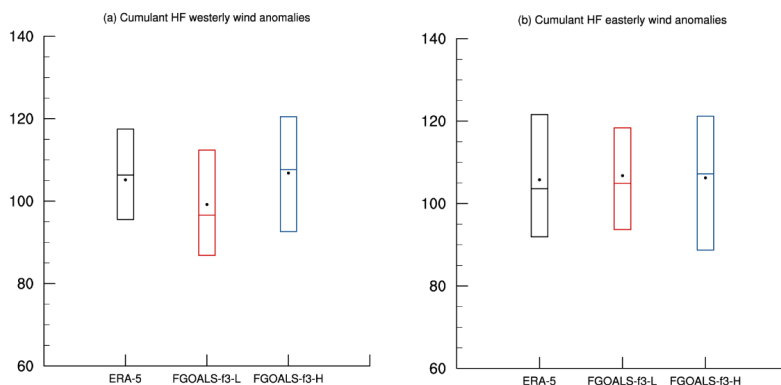 (a) Cumulant HF westerly wind anomalies
140
120
100
80
60
ERA-5 FGOALS-f3-L FGOALS-f3-H
(b) Cumulant HF easterly wind anomalies
140
120
100
80
60
ERA-5 FGOALS-f3-L FGOALS-f3-H